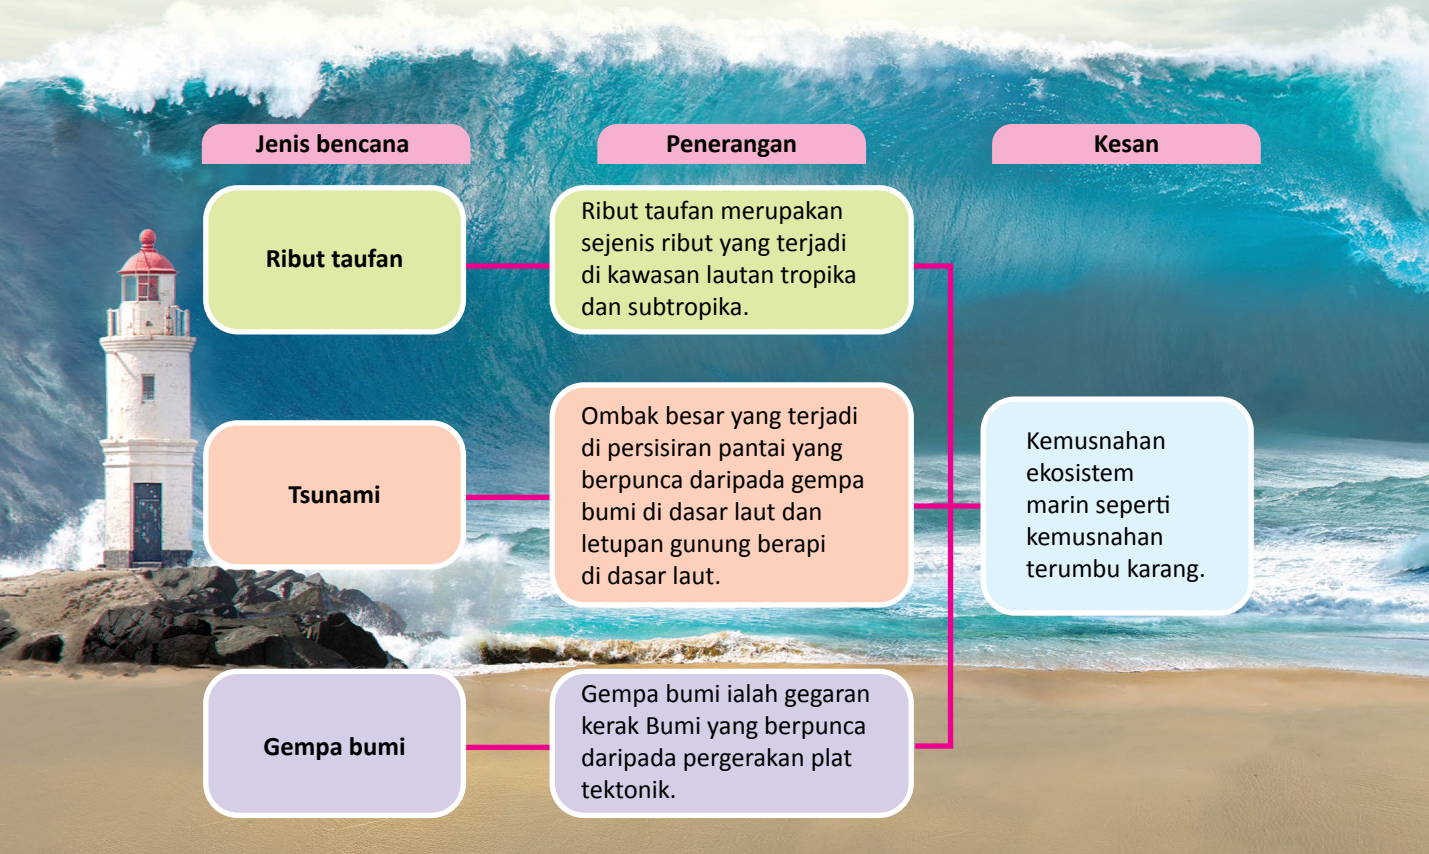 Jenis bencana
Penerangan
Kesan
Ribut taufan
Ribut taufan merupakan
sejenis ribut yang terjadi
di kawasan lautan tropika
dan subtropika.
Tsunami
Ombak besar yang terjadi
di persisiran pantai yang
berpunca daripada gempa
bumi di dasar laut dan
letupan gunung berapi
di dasar laut.
Kemusnahan
ekosistem
marin seperti
kemusnahan
terumbu karang.
Gempa bumi
Gempa bumi ialah gegaran
kerak Bumi yang berpunca
daripada pergerakan plat
tektonik.